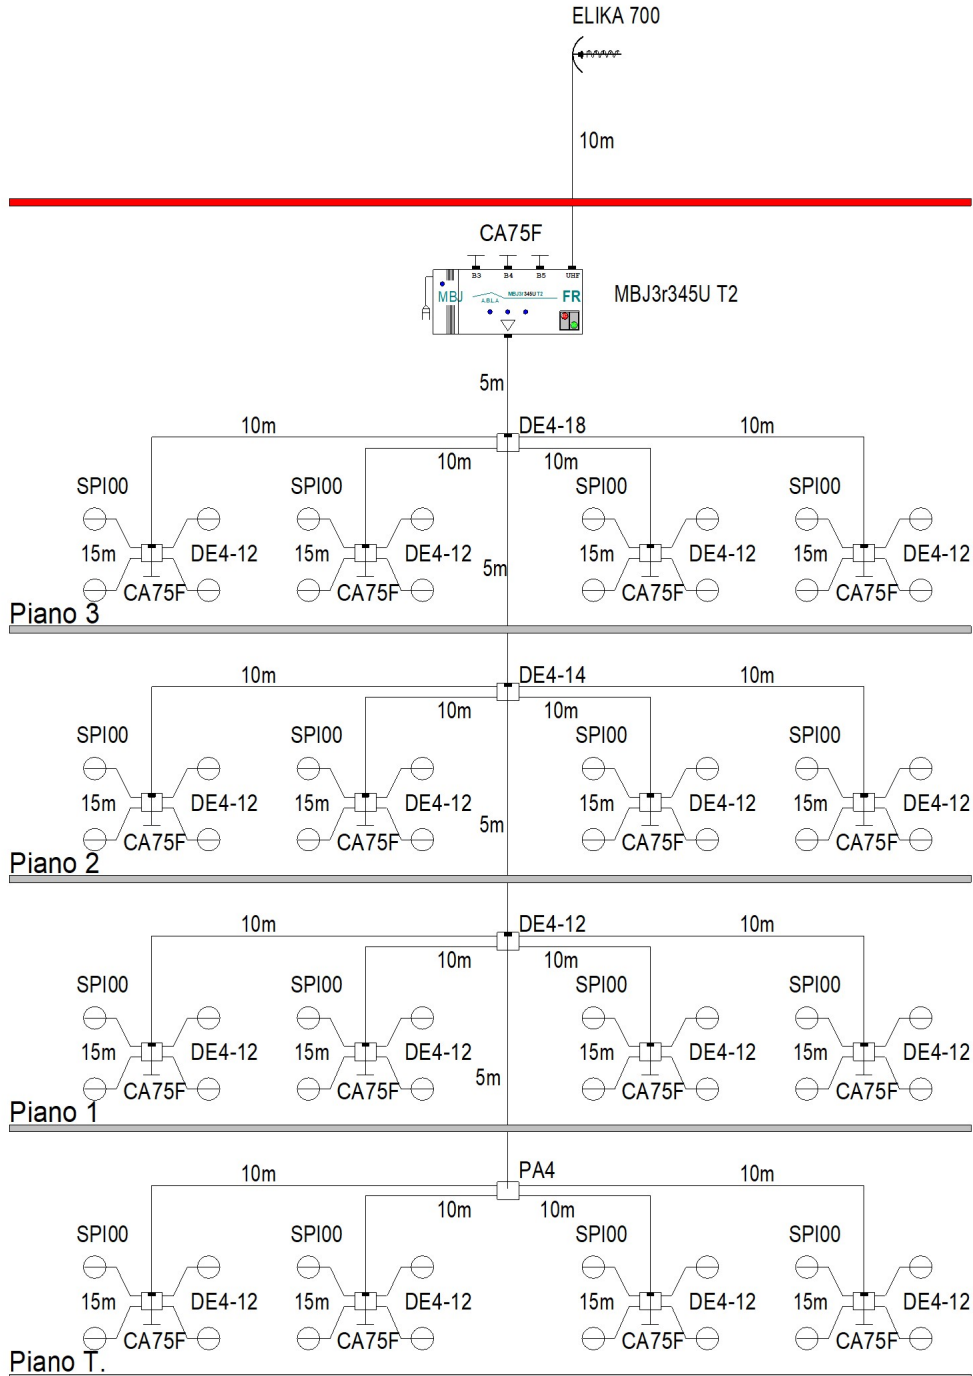 ELIKA 700
10m
CA75F
B3 B4 B5 UHF
MBJ MBJ3r345U T2 FR
A.B.L.A
MBJ3r345U T2
5m
DE4-18
10m 10m
10m 10m
SPI00 SPI00 SPI00 SPI00
15m DE4-12 15m DE4-12 15m DE4-12 15m DE4-12
5m
CA75F CA75F CA75F CA75F
Piano 3
DE4-14
10m 10m
10m 10m
SPI00 SPI00 SPI00 SPI00
15m DE4-12 15m DE4-12 15m DE4-12 15m DE4-12
5m
CA75F CA75F CA75F CA75F
Piano 2
DE4-12
10m 10m
10m 10m
SPI00 SPI00 SPI00 SPI00
15m DE4-12 15m DE4-12 15m DE4-12 15m DE4-12
5m
CA75F CA75F CA75F CA75F
Piano 1
PA4
10m 10m
10m 10m
SPI00 SPI00 SPI00 SPI00
15m DE4-12 15m DE4-12 15m DE4-12 15m DE4-12
CA75F CA75F CA75F CA75F
Piano T.